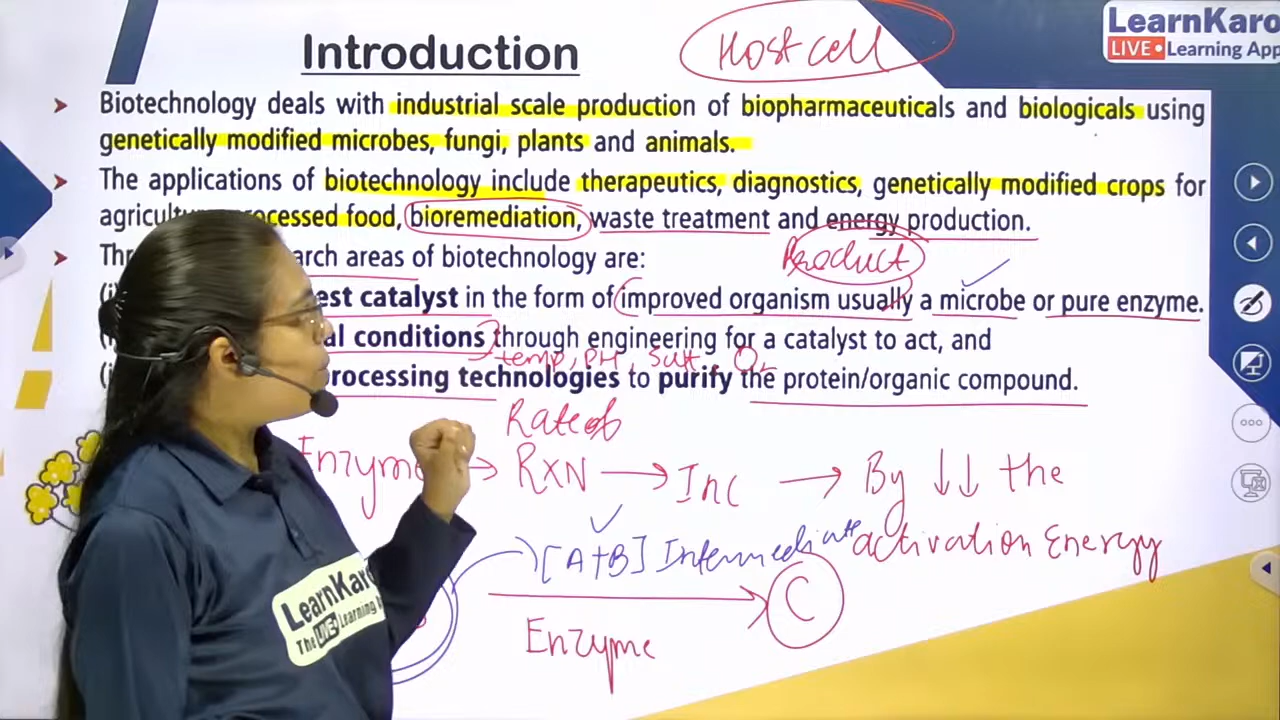 Introduction
Host cell
LearnKaro
LIVE Learning App
➤ Biotechnology deals with industrial scale production of biopharmaceuticals and biologicals using
genetically modified microbes, fungi, plants and animals.
➤ The applications of biotechnology include therapeutics, diagnostics, genetically modified crops for
processed food, bioremediation, waste treatment and energy production.
➤ areas of biotechnology are:
Product
catalyst in the form of improved organism usually a microbe or pure enzyme.
conditions through engineering for a catalyst to act, and
temp, PH, Salt, O2
technologies to purify the protein/organic compound.
Rate of
Enzyme → RXN → Inc → By ↓↓ the
activation Energy
[A+B] Intermediate
C
Enzyme
LearnKaro
The LIVE Learning